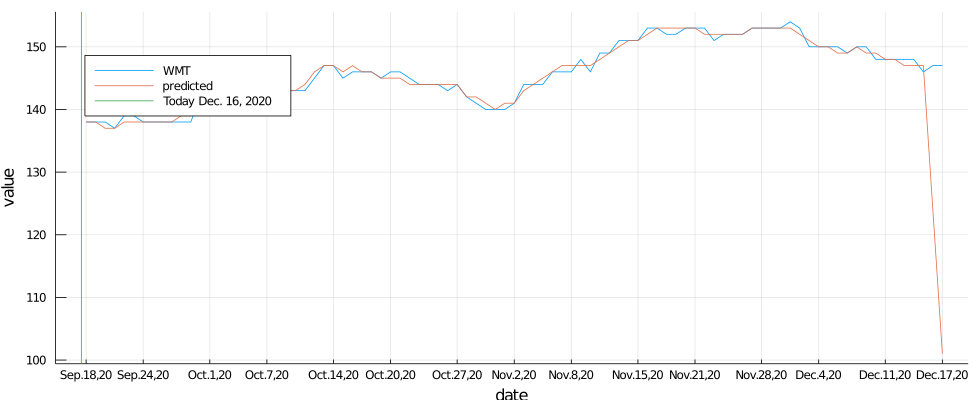 150
140
130
120
110
100
value
WMT
predicted
Today Dec. 16, 2020
Sep.18,20 Sep.24,20 Oct.1,20 Oct.7,20 Oct.14,20 Oct.20,20 Oct.27,20 Nov.2,20 Nov.8,20 Nov.15,20 Nov.21,20 Nov.28,20 Dec.4,20 Dec.11,20 Dec.17,20
date